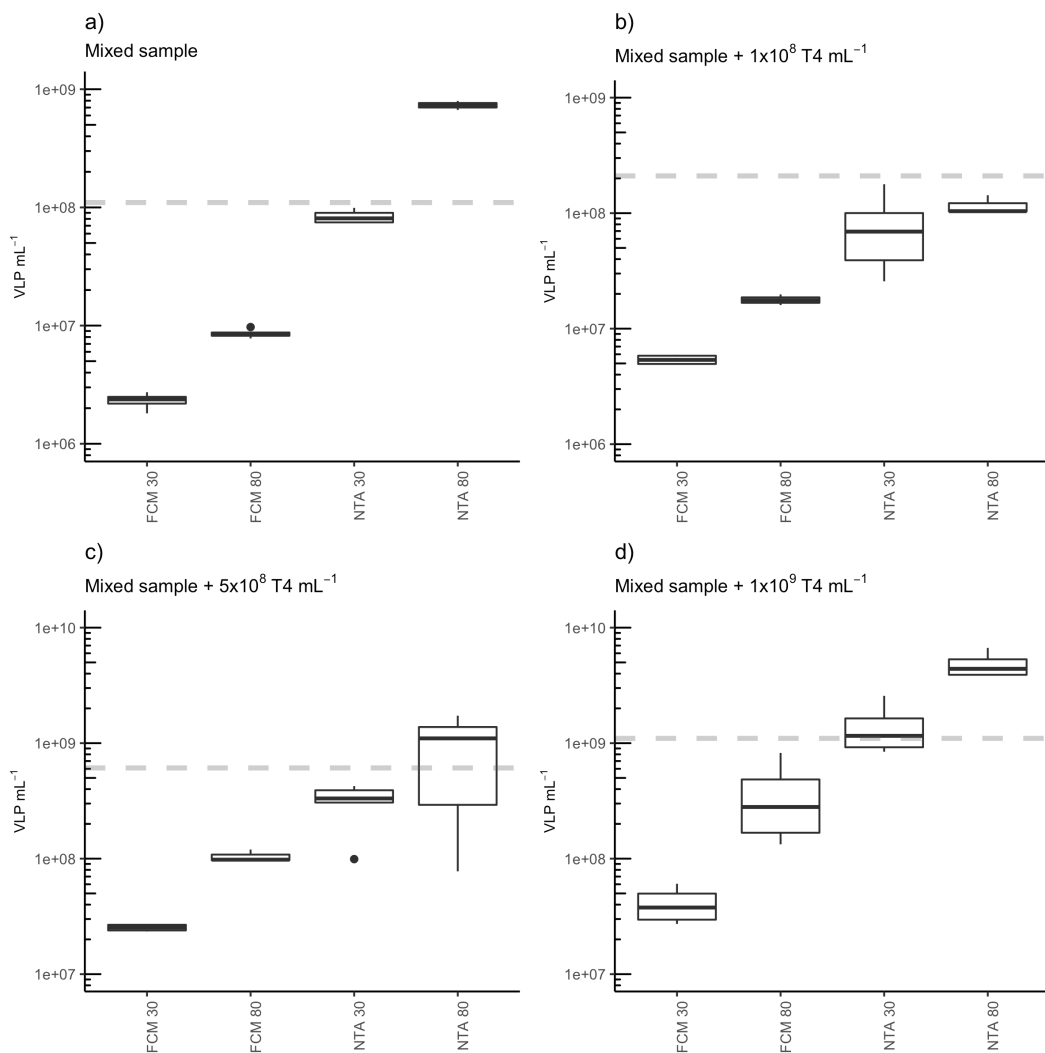 a)
Mixed sample
VLP mL⁻¹
1e+09
1e+08
1e+07
1e+06
FCM 30
FCM 80
NTA 30
NTA 80
b)
Mixed sample + 1x10⁸ T4 mL⁻¹
VLP mL⁻¹
1e+09
1e+08
1e+07
1e+06
FCM 30
FCM 80
NTA 30
NTA 80
c)
Mixed sample + 5x10⁸ T4 mL⁻¹
VLP mL⁻¹
1e+10
1e+09
1e+08
1e+07
FCM 30
FCM 80
NTA 30
NTA 80
d)
Mixed sample + 1x10⁹ T4 mL⁻¹
VLP mL⁻¹
1e+10
1e+09
1e+08
1e+07
FCM 30
FCM 80
NTA 30
NTA 80